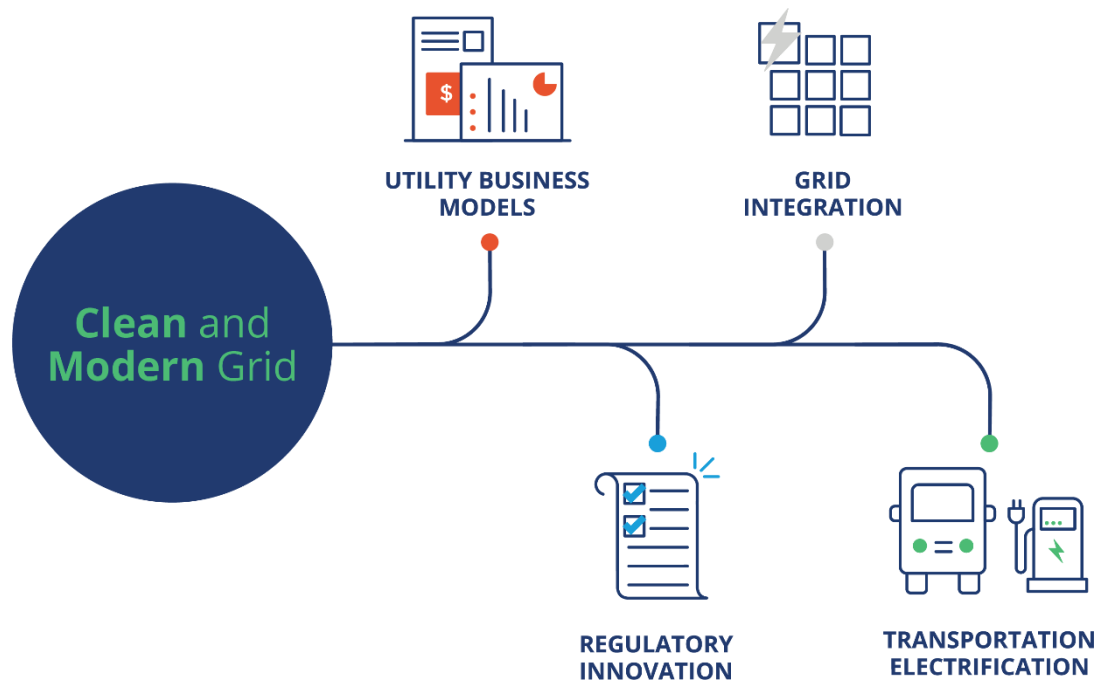 UTILITY BUSINESS
MODELS
$
GRID
INTEGRATION
Clean and
Modern Grid
REGULATORY
INNOVATION
TRANSPORTATION
ELECTRIFICATION